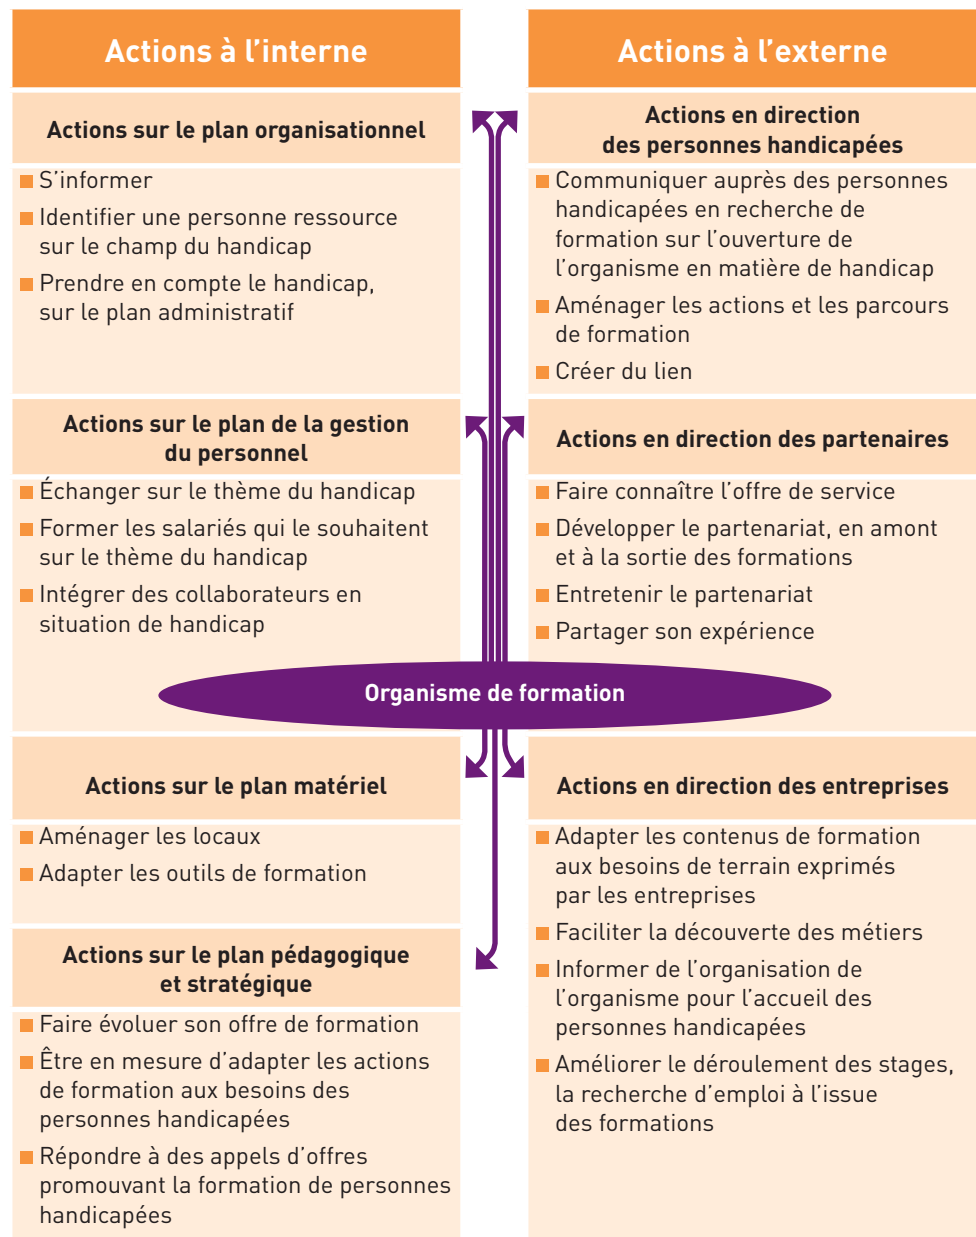 Actions à l’interne
Actions sur le plan organisationnel
S’informer
Identifier une personne ressource
sur le champ du handicap
Prendre en compte le handicap,
sur le plan administratif
Actions sur le plan de la gestion
du personnel
Échanger sur le thème du handicap
Former les salariés qui le souhaitent
sur le thème du handicap
Intégrer des collaborateurs en
situation de handicap
Actions à l’externe
Actions en direction
des personnes handicapées
Communiquer auprès des personnes
handicapées en recherche de
formation sur l’ouverture de
l’organisme en matière de handicap
Aménager les actions et les parcours
de formation
Créer du lien
Actions en direction des partenaires
Faire connaître l’offre de service
Développer le partenariat, en amont
et à la sortie des formations
Entretenir le partenariat
Partager son expérience
Organisme de formation
Actions sur le plan matériel
Aménager les locaux
Adapter les outils de formation
Actions sur le plan pédagogique
et stratégique
Faire évoluer son offre de formation
Être en mesure d’adapter les actions
de formation aux besoins des
personnes handicapées
Répondre à des appels d’offres
promouvant la formation de personnes
handicapées
Actions en direction des entreprises
Adapter les contenus de formation
aux besoins de terrain exprimés
par les entreprises
Faciliter la découverte des métiers
Informer de l’organisation de
l’organisme pour l’accueil des
personnes handicapées
Améliorer le déroulement des stages,
la recherche d’emploi à l’issue
des formations